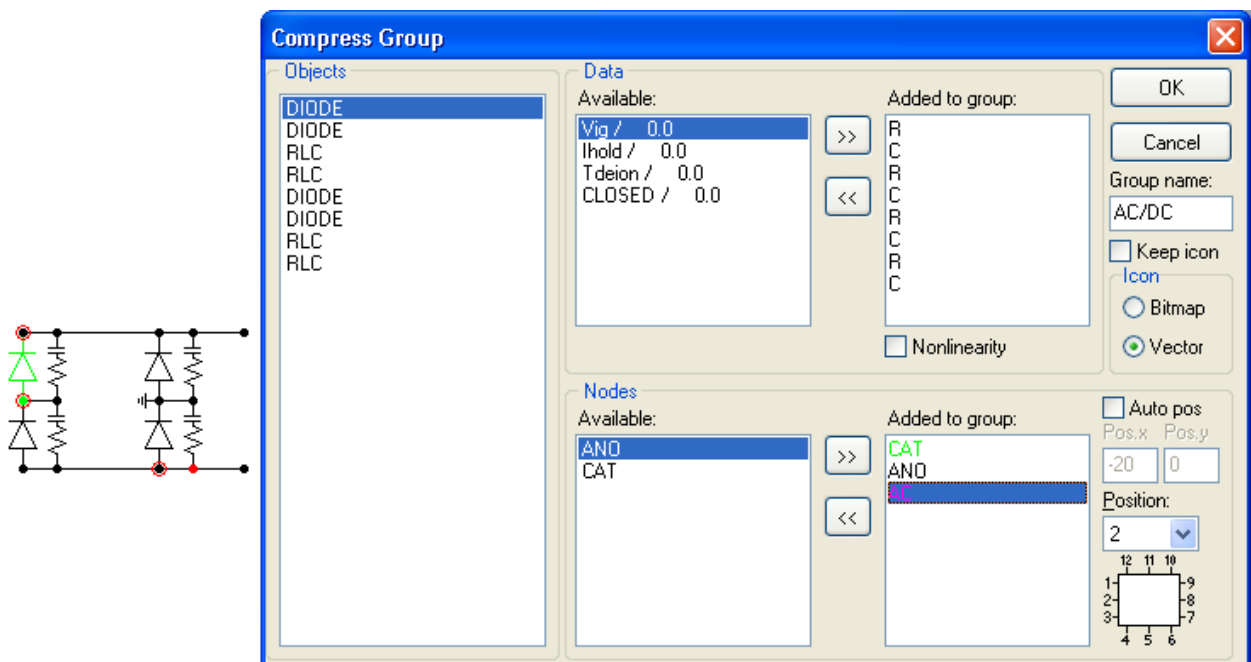 Compress Group
Objects
DIODE
DIODE
RLC
RLC
DIODE
DIODE
RLC
RLC
Data
Available:
Vig / 0.0
Ihold / 0.0
Tdeion / 0.0
CLOSED / 0.0
>>
<<
Added to group:
R
C
R
C
R
C
R
C
Nonlinearity
OK
Cancel
Group name:
AC/DC
Keep icon
Icon
Bitmap
Vector
Nodes
Available:
ANO
CAT
>>
<<
Added to group:
CAT
ANO
AC
Auto pos
Pos.x Pos.y
-20 0
Position:
2
12 11 10
1 9
2 8
3 7
4 5 6